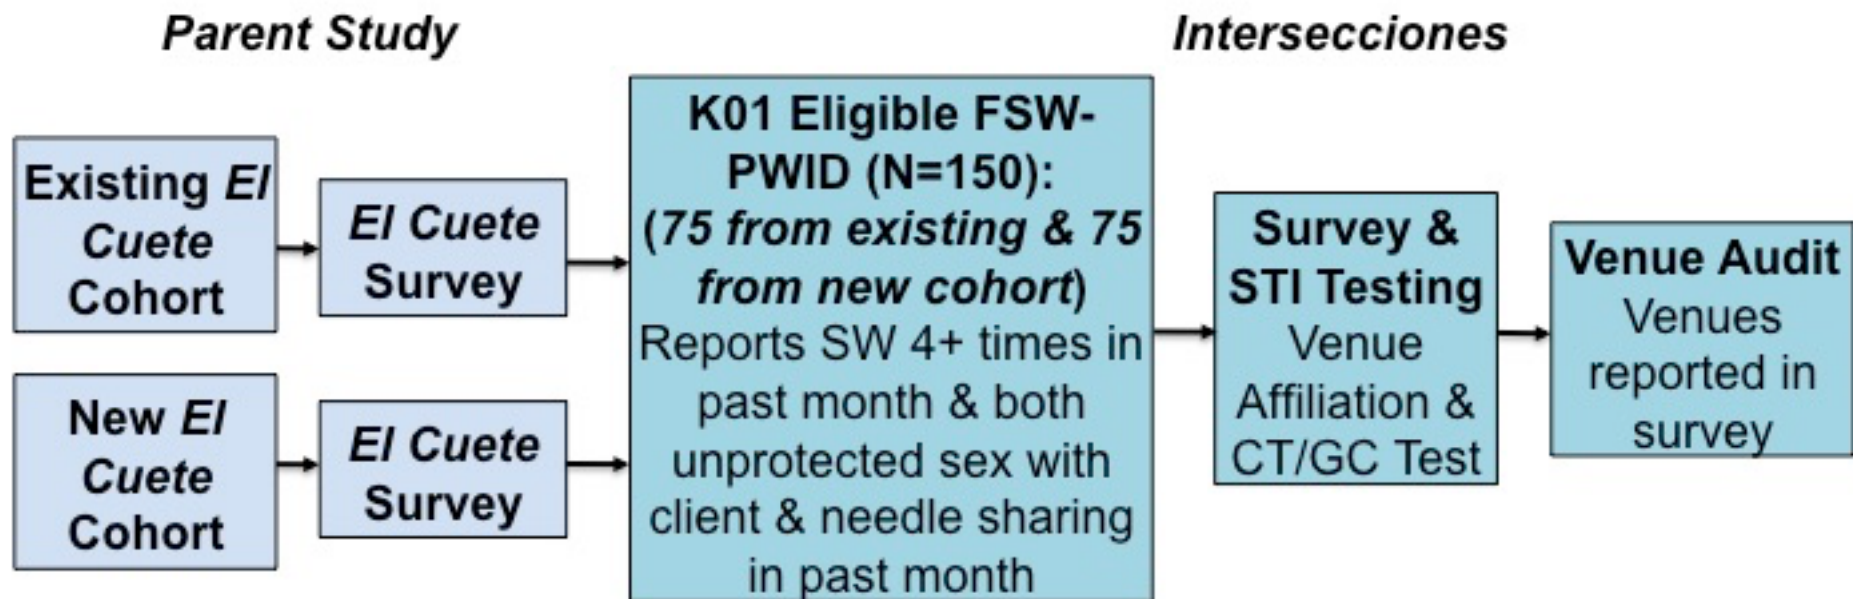 Parent Study
Intersecciones
Existing El
Cuete
Cohort
El Cuete
Survey
New El
Cuete
Cohort
El Cuete
Survey
K01 Eligible FSW-
PWID (N=150):
(75 from existing & 75
from new cohort)
Reports SW 4+ times in
past month & both
unprotected sex with
client & needle sharing
in past month
Survey &
STI Testing
Venue
Affiliation &
CT/GC Test
Venue Audit
Venues
reported in
survey